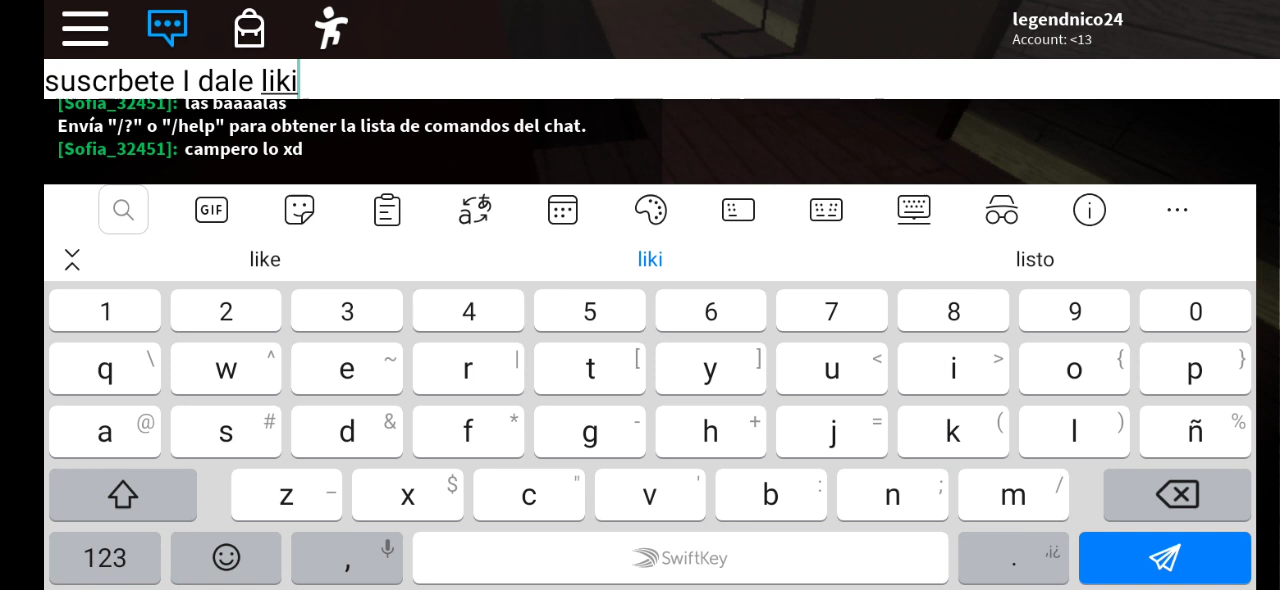 legendnico24
Account: <13
suscrbete I dale liki
[Sofia_32451]: las baaaalas
Envía "/?" o "/help" para obtener la lista de comandos del chat.
[Sofia_32451]: campero lo xd
GIF
like liki listo
1 2 3 4 5 6 7 8 9 0
q \ w ^ e ~ r | t [ y ] u < i > o { p }
a @ s # d & f * g - h + j = k ( l ) ñ %
z _ x $ c " v ' b : n ; m /
123 , SwiftKey . ,¡¿